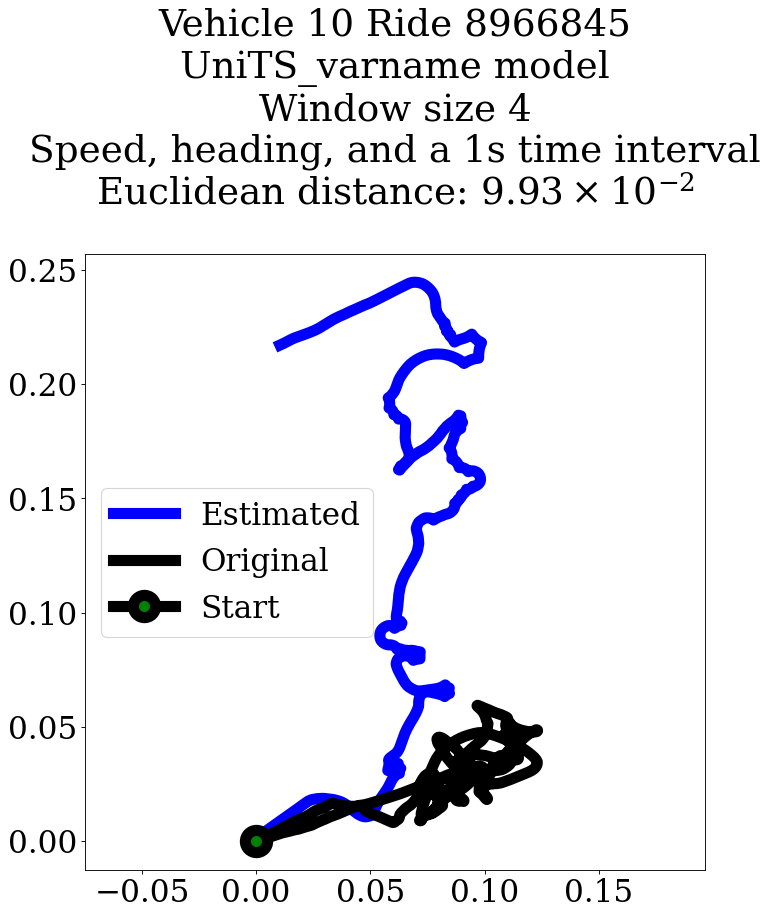 Vehicle 10 Ride 8966845
UniTS_varname model
Window size 4
Speed, heading, and a 1s time interval
Euclidean distance: 9.93 × 10⁻²
0.25
0.20
0.15
0.10
0.05
0.00
Estimated
Original
Start
−0.05 0.00 0.05 0.10 0.15